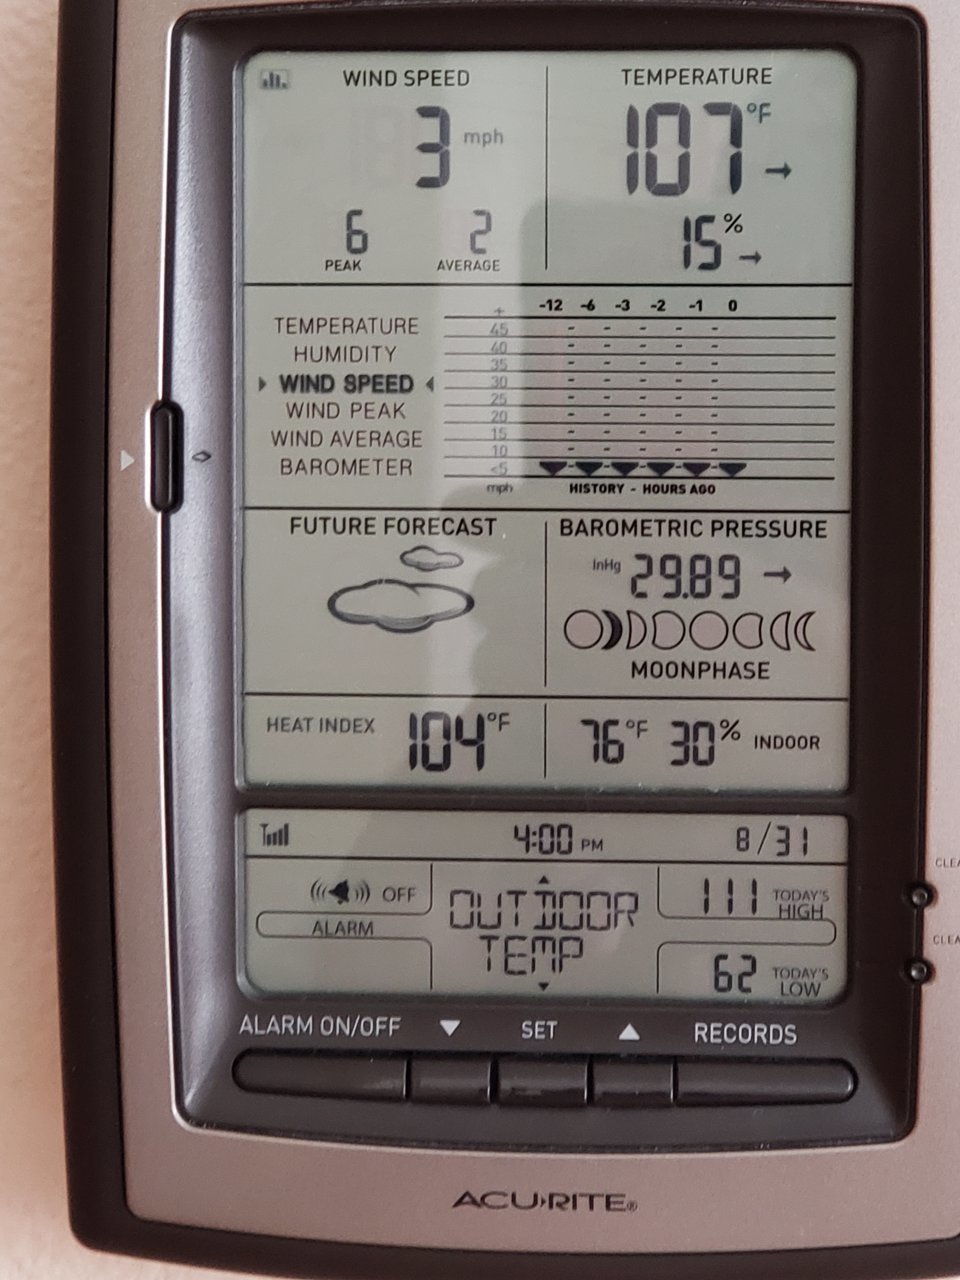 WIND SPEED
TEMPERATURE
3 mph
107 °F →
6
PEAK
2
AVERAGE
15 % →
-12 -6 -3 -2 -1 0
TEMPERATURE
HUMIDITY
WIND SPEED
WIND PEAK
WIND AVERAGE
BAROMETER
+
45
40
35
30
25
20
15
10
<5
mph
HISTORY - HOURS AGO
FUTURE FORECAST
BAROMETRIC PRESSURE
inHg 29.89 →
MOONPHASE
HEAT INDEX 104 °F
76 °F 30 % INDOOR
4:00 PM
8/31
OFF
ALARM
OUTDOOR
TEMP
111 TODAY'S HIGH
62 TODAY'S LOW
ALARM ON/OFF ▼ SET ▲ RECORDS
ACU›RITE®